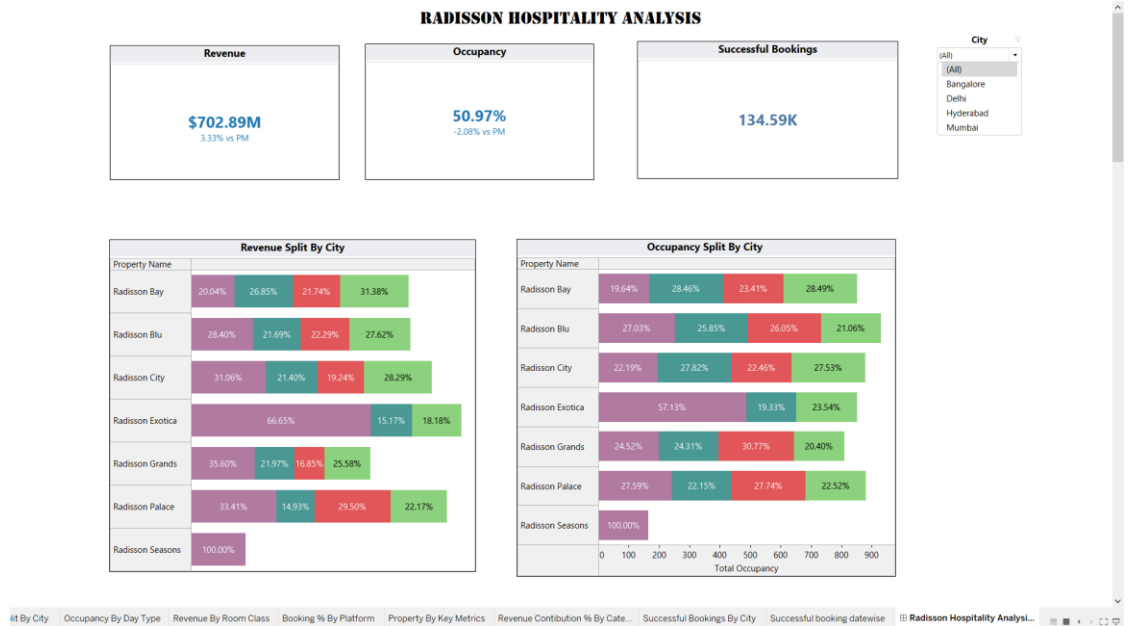 RADISSON HOSPITALITY ANALYSIS
Revenue
$702.89M
3.33% vs PM
Occupancy
50.97%
-2.08% vs PM
Successful Bookings
134.59K
City
(All)
(All)
Bangalore
Delhi
Hyderabad
Mumbai
Revenue Split By City
Property Name
Radisson Bay 20.04% 26.85% 21.74% 31.38%
Radisson Blu 28.40% 21.69% 22.29% 27.62%
Radisson City 31.06% 21.40% 19.24% 28.29%
Radisson Exotica 66.65% 15.17% 18.18%
Radisson Grands 35.60% 21.97% 16.85% 25.58%
Radisson Palace 33.41% 14.93% 29.50% 22.17%
Radisson Seasons 100.00%
Occupancy Split By City
Property Name
Radisson Bay 19.64% 28.46% 23.41% 28.49%
Radisson Blu 27.03% 25.85% 26.05% 21.06%
Radisson City 22.19% 27.82% 22.46% 27.53%
Radisson Exotica 57.13% 19.33% 23.54%
Radisson Grands 24.52% 24.31% 30.77% 20.40%
Radisson Palace 27.59% 22.15% 27.74% 22.52%
Radisson Seasons 100.00%
0 100 200 300 400 500 600 700 800 900
Total Occupancy
lit By City Occupancy By Day Type Revenue By Room Class Booking % By Platform Property By Key Metrics Revenue Contibution % By Cate... Successful Bookings By City Successful booking datewise Radisson Hospitality Analysi...